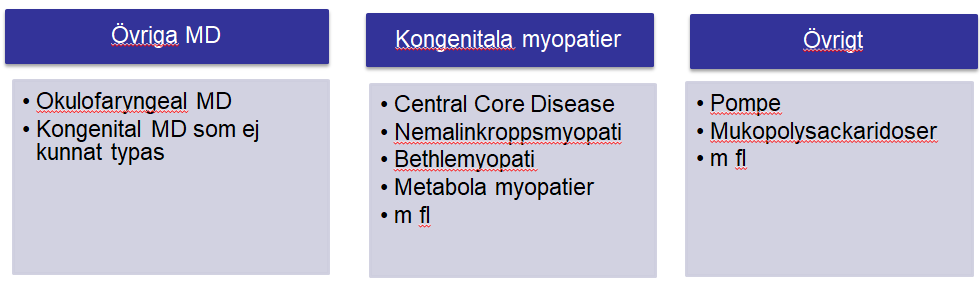 Övriga MD
• Okulofaryngeal MD
• Kongenital MD som ej
kunnat typas
Kongenitala myopatier
• Central Core Disease
• Nemalinkroppsmyopati
• Bethlemyopati
• Metabola myopatier
• m fl
Övrigt
• Pompe
• Mukopolysackaridoser
• m fl